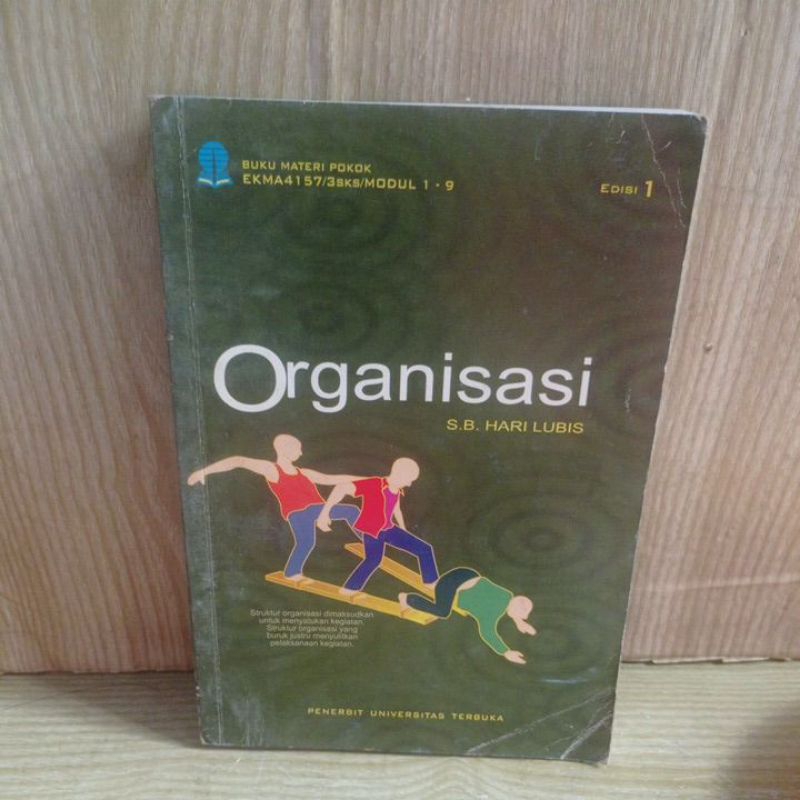 BUKU MATERI POKOK
EKMA4157/3SKS/MODUL 1 - 9
EDISI 1
Organisasi
S.B. HARI LUBIS
Struktur organisasi dimaksudkan
untuk menyatukan kegiatan.
Struktur organisasi yang
buruk justru menyulitkan
pelaksanaan kegiatan.
PENERBIT UNIVERSITAS TERBUKA